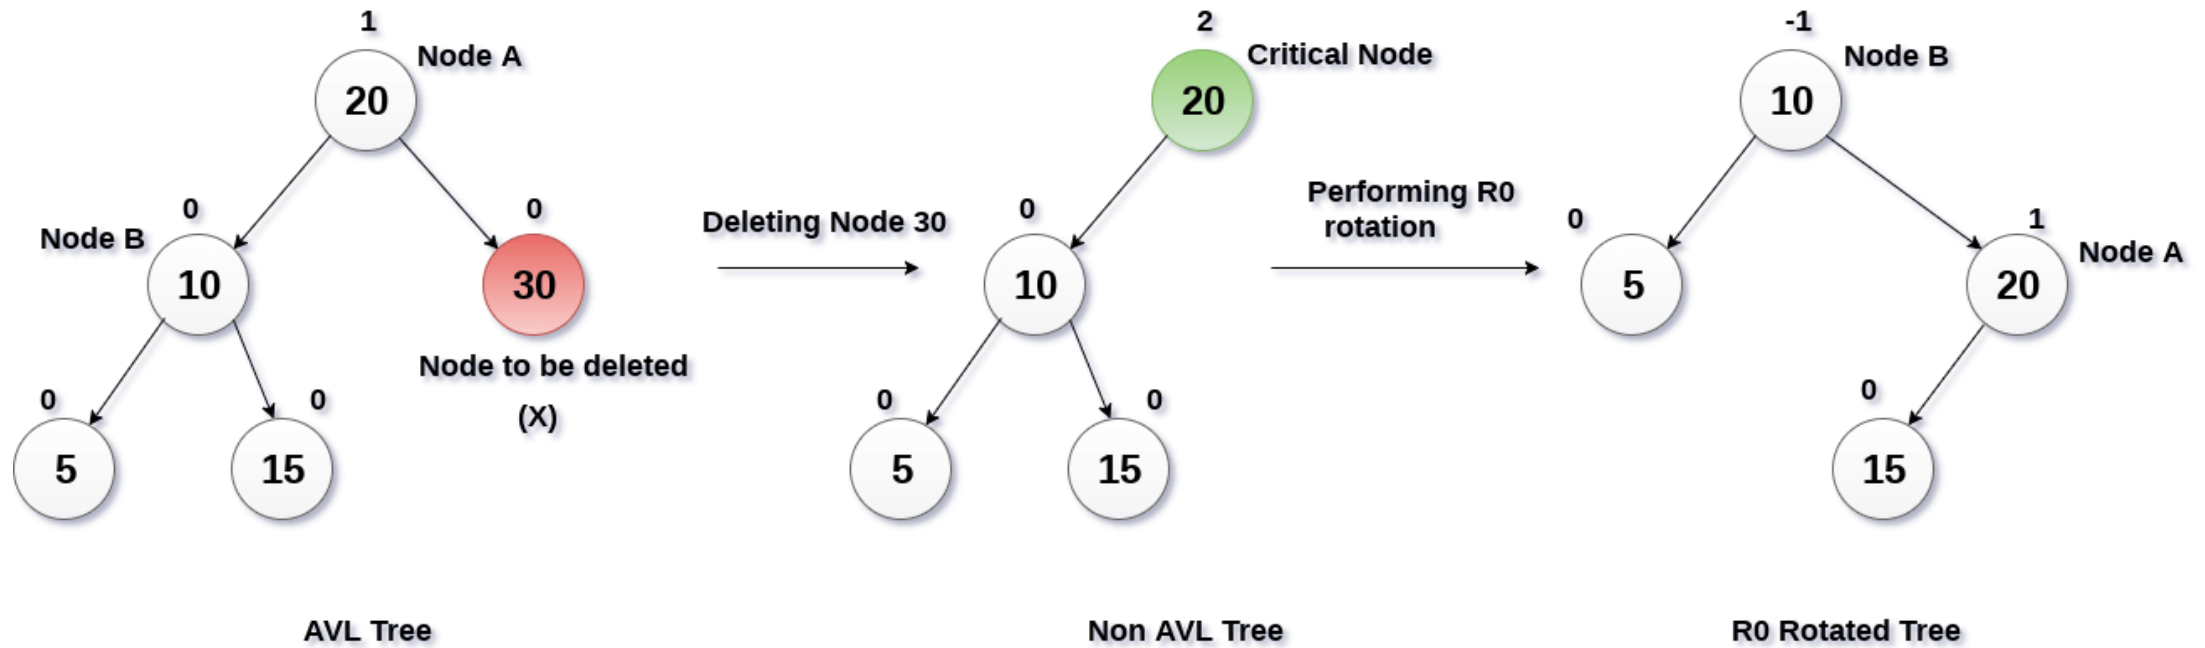 1
Node A
20
0
0
Node B
10
30
Node to be deleted
(X)
0
0
5
15
AVL Tree
Deleting Node 30
2
Critical Node
20
0
10
0
0
5
15
Non AVL Tree
Performing R0
rotation
-1
Node B
10
0
1
5
20
Node A
0
15
R0 Rotated Tree